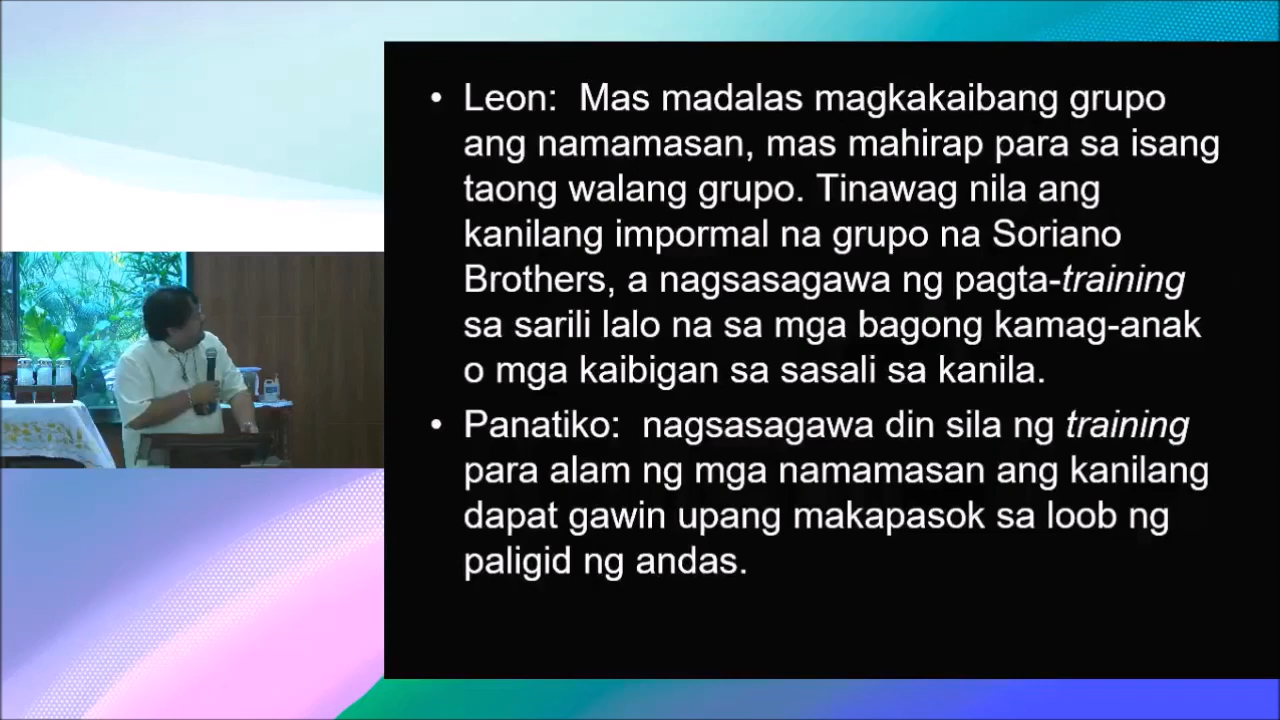 • Leon:  Mas madalas magkakaibang grupo
ang namamasan, mas mahirap para sa isang
taong walang grupo. Tinawag nila ang
kanilang impormal na grupo na Soriano
Brothers, a nagsasagawa ng pagta-training
sa sarili lalo na sa mga bagong kamag-anak
o mga kaibigan sa sasali sa kanila.
• Panatiko:  nagsasagawa din sila ng training
para alam ng mga namamasan ang kanilang
dapat gawin upang makapasok sa loob ng
paligid ng andas.